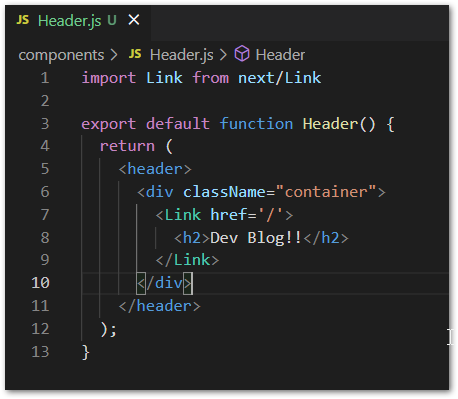 JS Header.js U ×
components > JS Header.js > Header
1 import Link from next/Link
2
3 export default function Header() {
4   return (
5     <header>
6       <div className="container">
7         <Link href='/'>
8           <h2>Dev Blog!!</h2>
9         </Link>
10       </div>
11     </header>
12   );
13 }